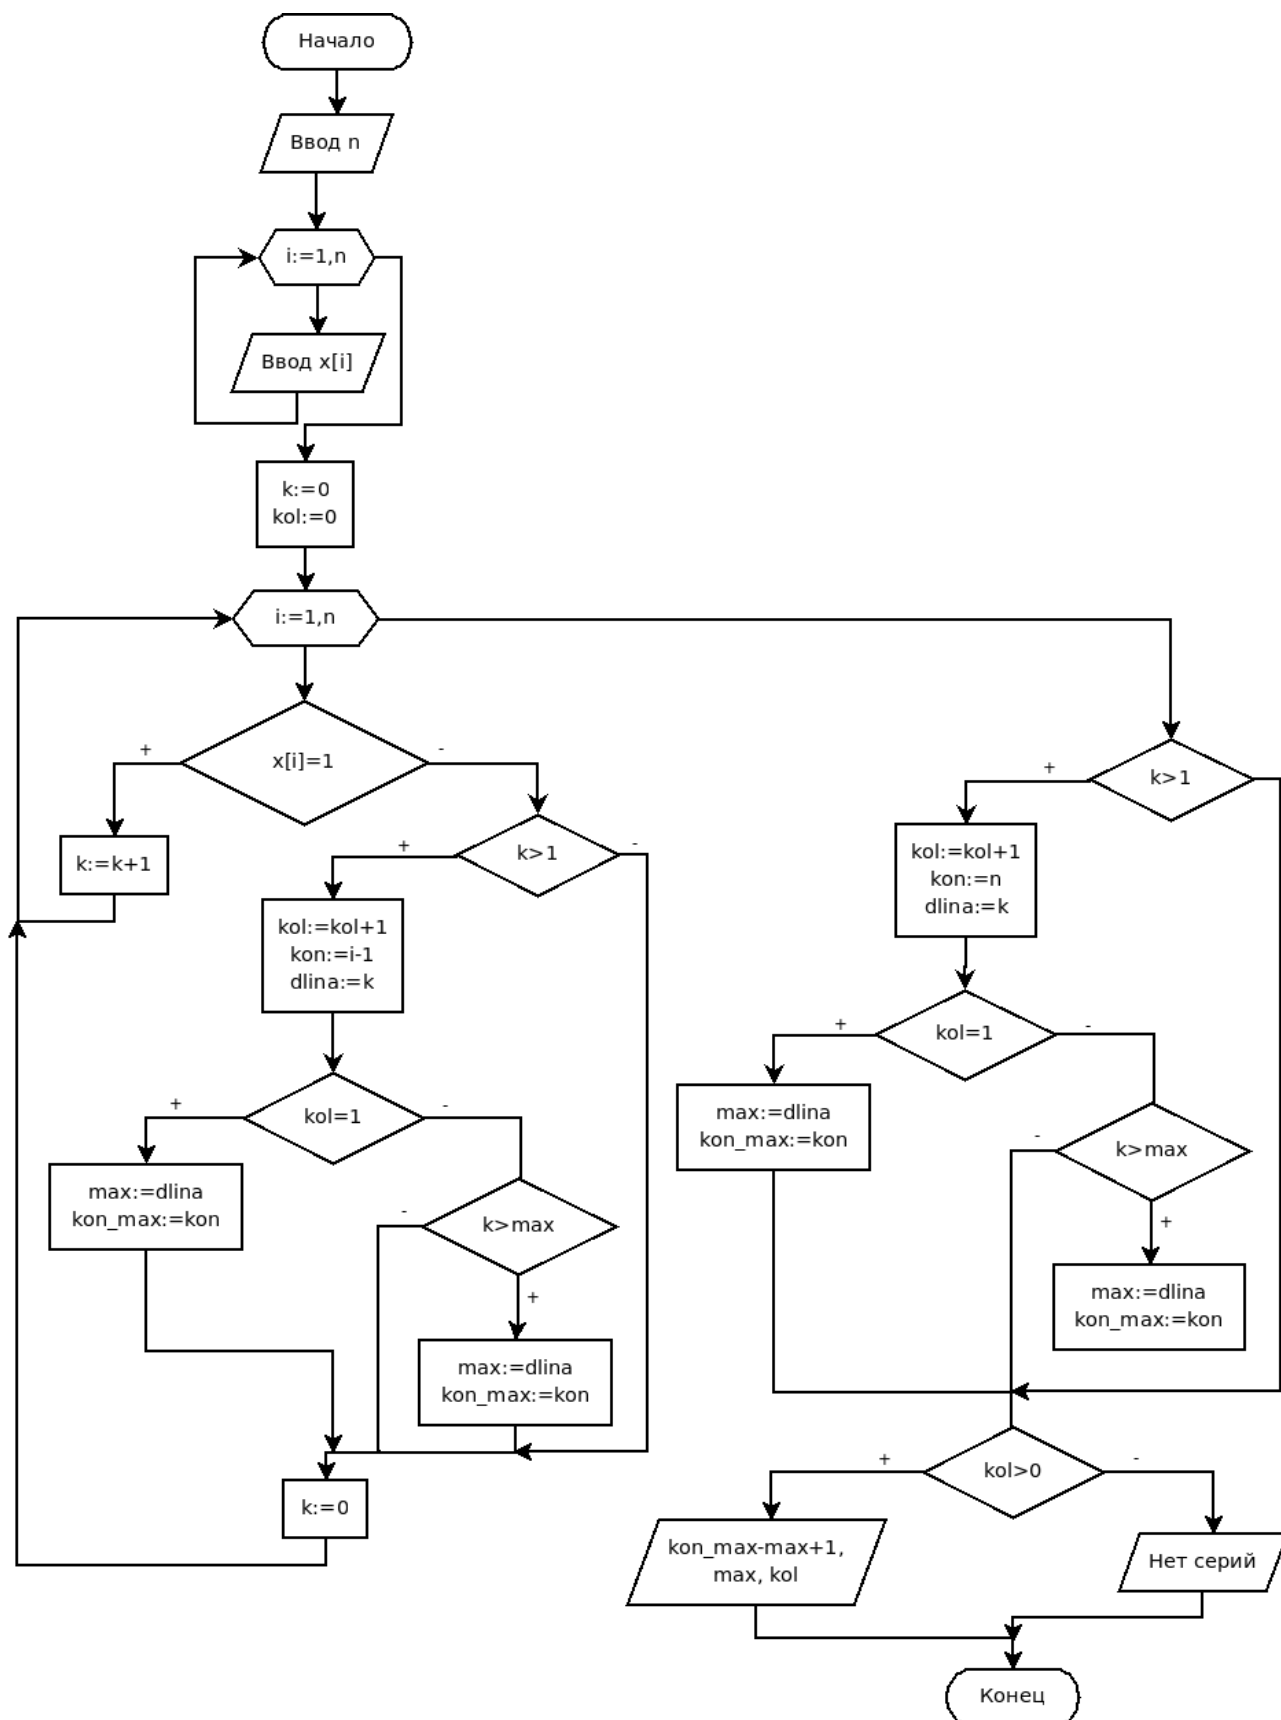 Начало
Ввод n
i:=1,n
Ввод x[i]
k:=0
kol:=0
i:=1,n
x[i]=1
+
-
k:=k+1
k>1
+
-
kol:=kol+1
kon:=i-1
dlina:=k
kol=1
+
-
max:=dlina
kon_max:=kon
k>max
-
+
max:=dlina
kon_max:=kon
k:=0
k>1
+
kol:=kol+1
kon:=n
dlina:=k
kol=1
+
-
max:=dlina
kon_max:=kon
k>max
-
+
max:=dlina
kon_max:=kon
kol>0
+
-
kon_max-max+1,
max, kol
Нет серий
Конец